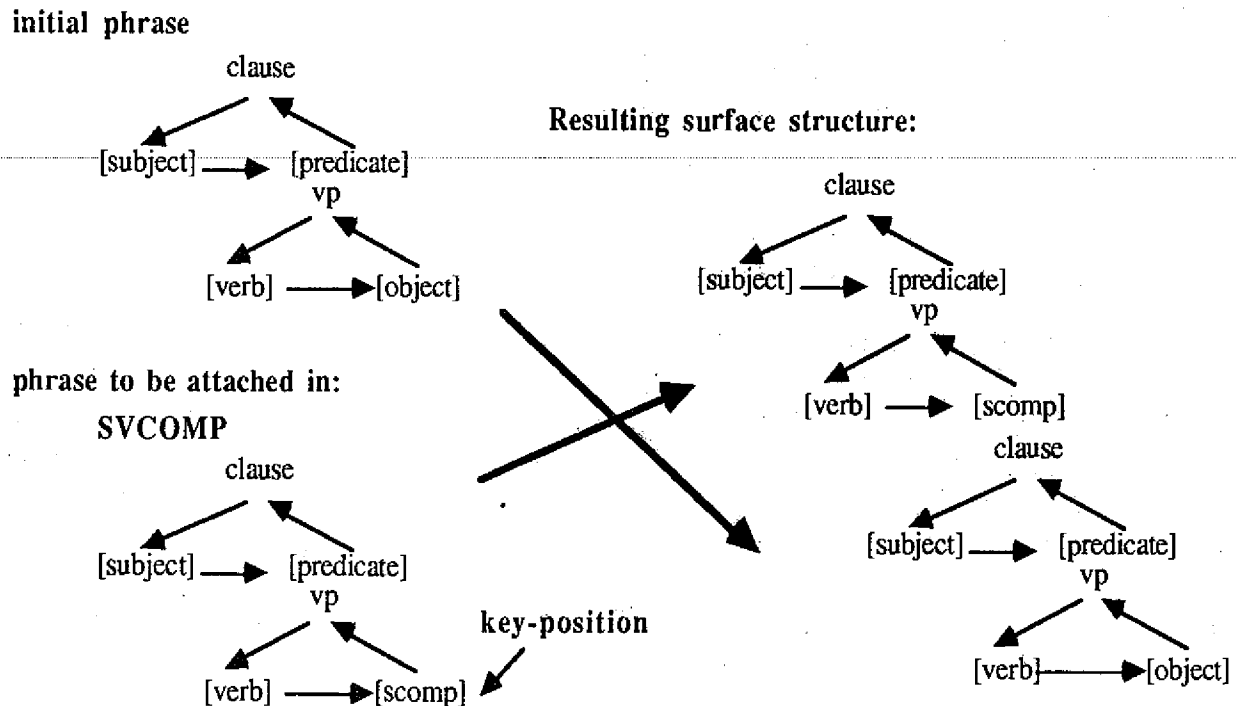 initial phrase
clause
[subject] [predicate]
vp
[verb] [object]
phrase to be attached in:
SVCOMP
clause
[subject] [predicate]
vp
[verb] [scomp]
key-position
Resulting surface structure:
clause
[subject] [predicate]
vp
[verb] [scomp]
clause
[subject] [predicate]
vp
[verb] [object]